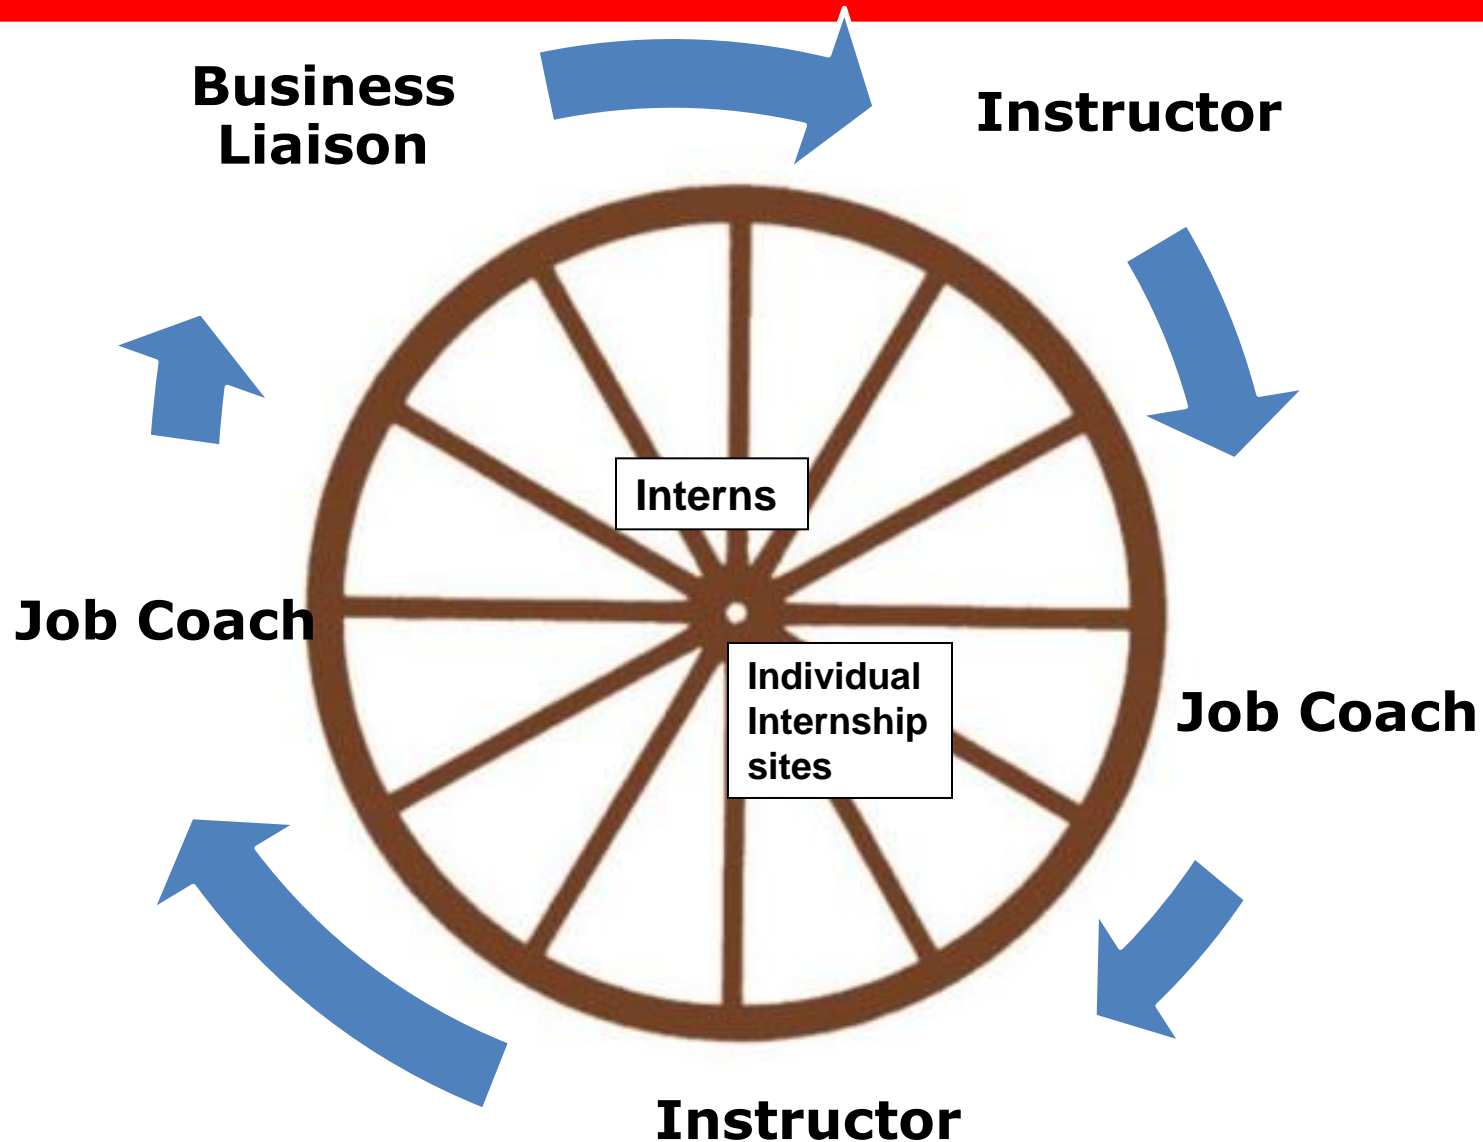 Business
Liaison
Instructor
Interns
Job Coach
Individual
Internship
sites
Job Coach
Instructor